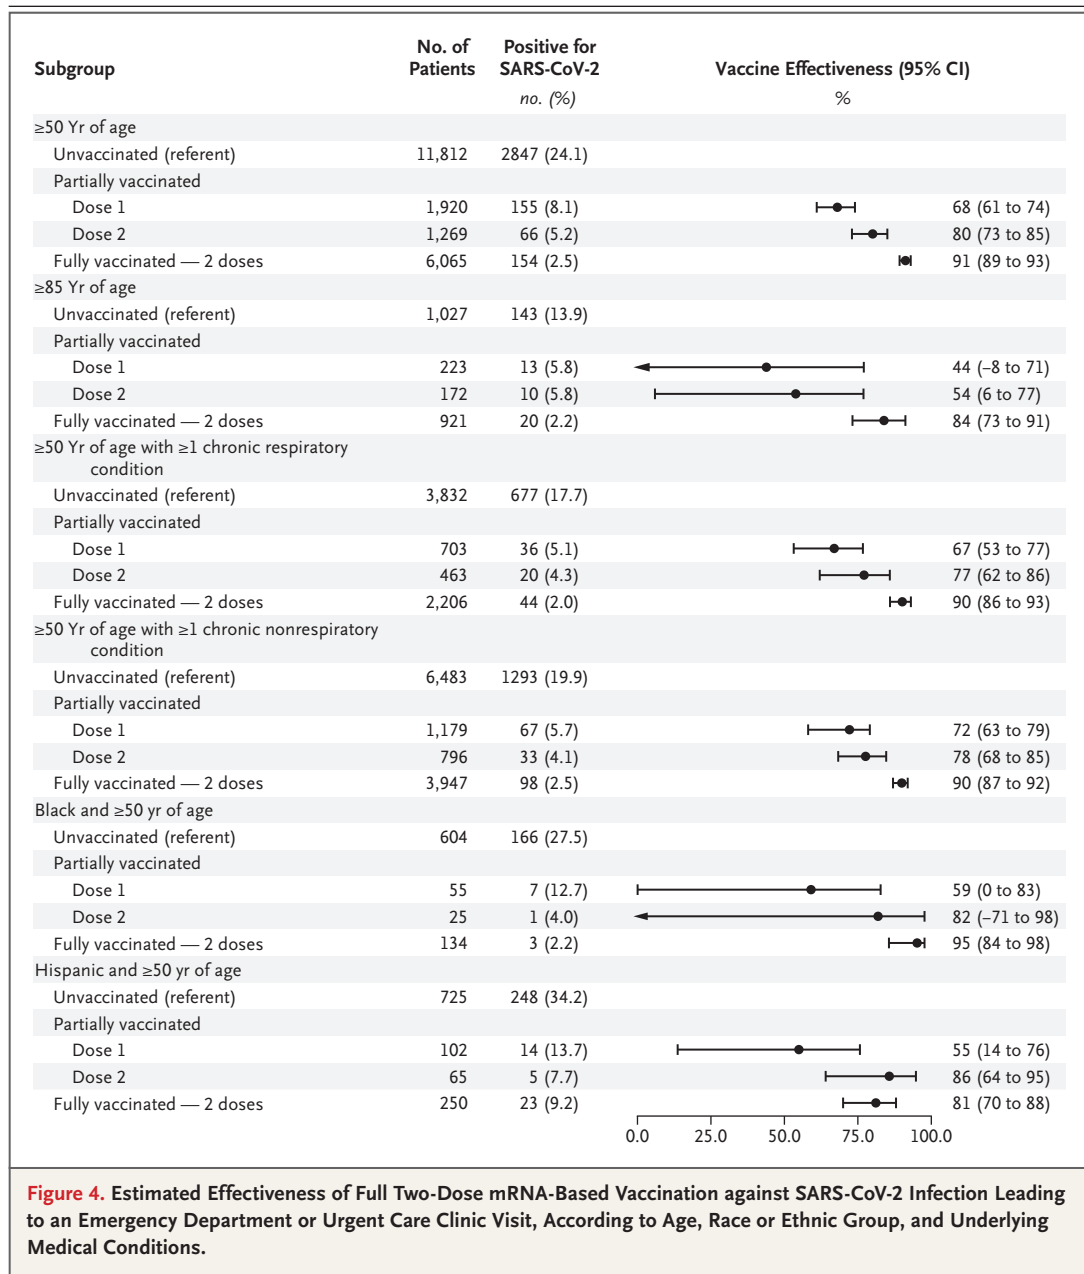 Subgroup No. of Patients Positive for SARS-CoV-2 Vaccine Effectiveness (95% CI)
no. (%) %
≥50 Yr of age
Unvaccinated (referent) 11,812 2847 (24.1)
Partially vaccinated
Dose 1 1,920 155 (8.1) 68 (61 to 74)
Dose 2 1,269 66 (5.2) 80 (73 to 85)
Fully vaccinated — 2 doses 6,065 154 (2.5) 91 (89 to 93)
≥85 Yr of age
Unvaccinated (referent) 1,027 143 (13.9)
Partially vaccinated
Dose 1 223 13 (5.8) 44 (–8 to 71)
Dose 2 172 10 (5.8) 54 (6 to 77)
Fully vaccinated — 2 doses 921 20 (2.2) 84 (73 to 91)
≥50 Yr of age with ≥1 chronic respiratory
condition
Unvaccinated (referent) 3,832 677 (17.7)
Partially vaccinated
Dose 1 703 36 (5.1) 67 (53 to 77)
Dose 2 463 20 (4.3) 77 (62 to 86)
Fully vaccinated — 2 doses 2,206 44 (2.0) 90 (86 to 93)
≥50 Yr of age with ≥1 chronic nonrespiratory
condition
Unvaccinated (referent) 6,483 1293 (19.9)
Partially vaccinated
Dose 1 1,179 67 (5.7) 72 (63 to 79)
Dose 2 796 33 (4.1) 78 (68 to 85)
Fully vaccinated — 2 doses 3,947 98 (2.5) 90 (87 to 92)
Black and ≥50 yr of age
Unvaccinated (referent) 604 166 (27.5)
Partially vaccinated
Dose 1 55 7 (12.7) 59 (0 to 83)
Dose 2 25 1 (4.0) 82 (–71 to 98)
Fully vaccinated — 2 doses 134 3 (2.2) 95 (84 to 98)
Hispanic and ≥50 yr of age
Unvaccinated (referent) 725 248 (34.2)
Partially vaccinated
Dose 1 102 14 (13.7) 55 (14 to 76)
Dose 2 65 5 (7.7) 86 (64 to 95)
Fully vaccinated — 2 doses 250 23 (9.2) 81 (70 to 88)
0.0 25.0 50.0 75.0 100.0
Figure 4. Estimated Effectiveness of Full Two-Dose mRNA-Based Vaccination against SARS-CoV-2 Infection Leading
to an Emergency Department or Urgent Care Clinic Visit, According to Age, Race or Ethnic Group, and Underlying
Medical Conditions.